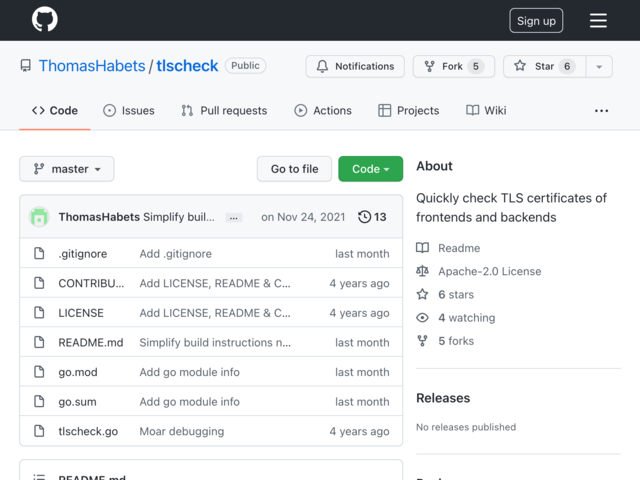 Sign up
ThomasHabets / tlscheck Public
Notifications Fork 5 Star 6
Code Issues Pull requests Actions Projects Wiki ...
master Go to file Code
ThomasHabets Simplify buil... ... on Nov 24, 2021 13
.gitignore Add .gitignore last month
CONTRIBU... Add LICENSE, README & C... 4 years ago
LICENSE Add LICENSE, README & C... 4 years ago
README.md Simplify build instructions n... last month
go.mod Add go module info last month
go.sum Add go module info last month
tlscheck.go Moar debugging 4 years ago
README.md
About
Quickly check TLS certificates of
frontends and backends
Readme
Apache-2.0 License
6 stars
4 watching
5 forks
Releases
No releases published